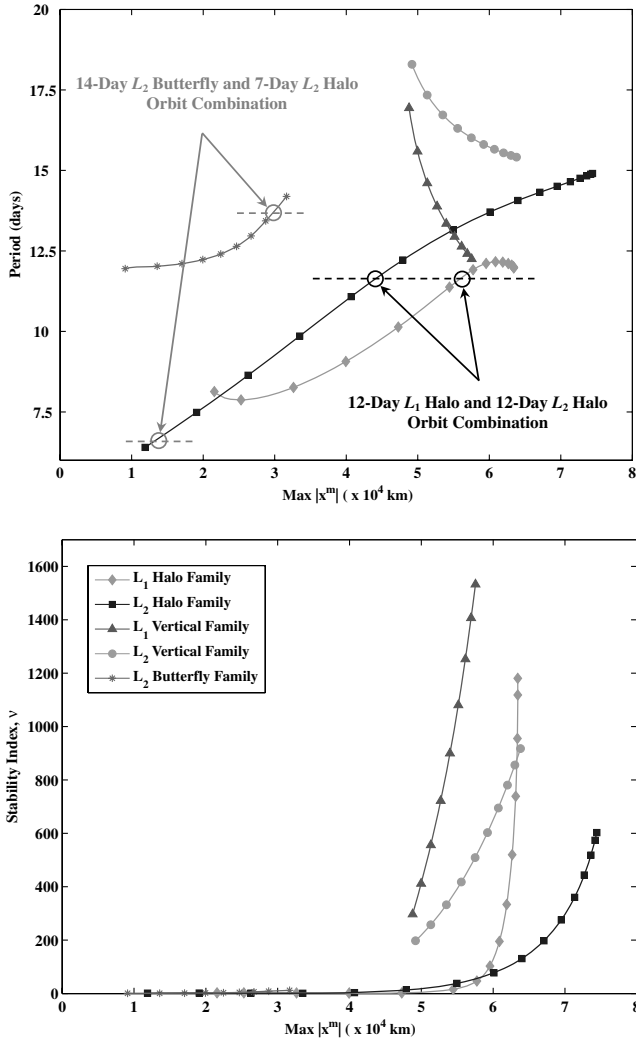 20
17.5
15
12.5
10
7.5
Period (days)
14-Day L2 Butterfly and 7-Day L2 Halo
Orbit Combination
12-Day L1 Halo and 12-Day L2 Halo
Orbit Combination
0 1 2 3 4 5 6 7 8
Max |x^m| ( x 10^4 km)
1600
1400
1200
1000
800
600
400
200
0
Stability Index, ν
L1 Halo Family
L2 Halo Family
L1 Vertical Family
L2 Vertical Family
L2 Butterfly Family
0 1 2 3 4 5 6 7 8
Max |x^m| ( x 10^4 km)